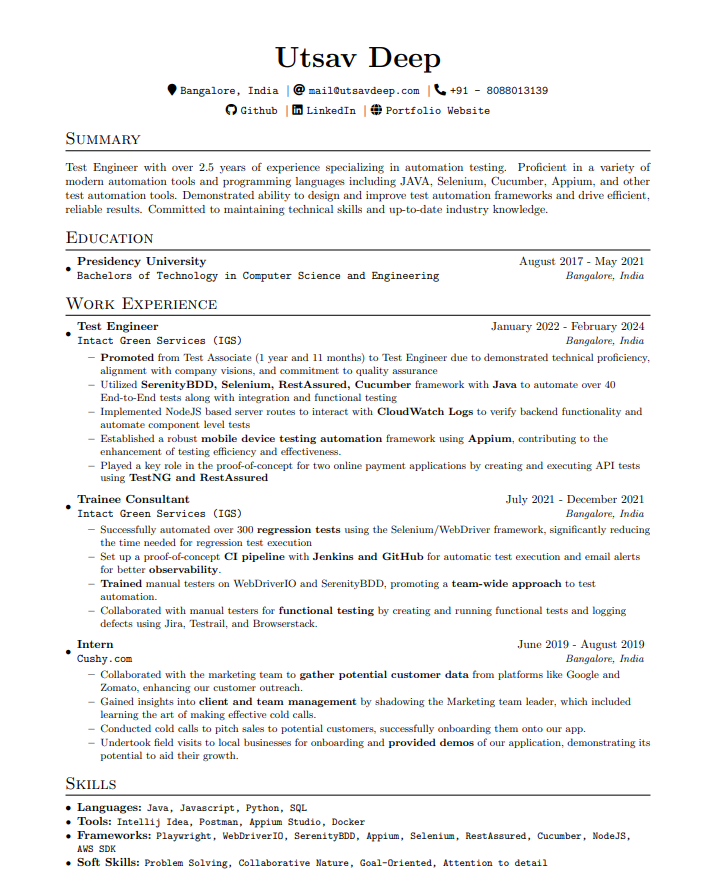 Utsav Deep
Bangalore, India | mail@utsavdeep.com | +91 - 8088013139
Github | LinkedIn | Portfolio Website
Summary
Test Engineer with over 2.5 years of experience specializing in automation testing. Proficient in a variety of
modern automation tools and programming languages including JAVA, Selenium, Cucumber, Appium, and other
test automation tools. Demonstrated ability to design and improve test automation frameworks and drive efficient,
reliable results. Committed to maintaining technical skills and up-to-date industry knowledge.
Education
• Presidency University August 2017 - May 2021
Bachelors of Technology in Computer Science and Engineering Bangalore, India
Work Experience
• Test Engineer January 2022 - February 2024
Intact Green Services (IGS) Bangalore, India
– Promoted from Test Associate (1 year and 11 months) to Test Engineer due to demonstrated technical proficiency,
alignment with company visions, and commitment to quality assurance
– Utilized SerenityBDD, Selenium, RestAssured, Cucumber framework with Java to automate over 40
End-to-End tests along with integration and functional testing
– Implemented NodeJS based server routes to interact with CloudWatch Logs to verify backend functionality and
automate component level tests
– Established a robust mobile device testing automation framework using Appium, contributing to the
enhancement of testing efficiency and effectiveness.
– Played a key role in the proof-of-concept for two online payment applications by creating and executing API tests
using TestNG and RestAssured
• Trainee Consultant July 2021 - December 2021
Intact Green Services (IGS) Bangalore, India
– Successfully automated over 300 regression tests using the Selenium/WebDriver framework, significantly reducing
the time needed for regression test execution
– Set up a proof-of-concept CI pipeline with Jenkins and GitHub for automatic test execution and email alerts
for better observability.
– Trained manual testers on WebDriverIO and SerenityBDD, promoting a team-wide approach to test
automation.
– Collaborated with manual testers for functional testing by creating and running functional tests and logging
defects using Jira, Testrail, and Browserstack.
• Intern June 2019 - August 2019
Cushy.com Bangalore, India
– Collaborated with the marketing team to gather potential customer data from platforms like Google and
Zomato, enhancing our customer outreach.
– Gained insights into client and team management by shadowing the Marketing team leader, which included
learning the art of making effective cold calls.
– Conducted cold calls to pitch sales to potential customers, successfully onboarding them onto our app.
– Undertook field visits to local businesses for onboarding and provided demos of our application, demonstrating its
potential to aid their growth.
Skills
• Languages: Java, Javascript, Python, SQL
• Tools: Intellij Idea, Postman, Appium Studio, Docker
• Frameworks: Playwright, WebDriverIO, SerenityBDD, Appium, Selenium, RestAssured, Cucumber, NodeJS,
AWS SDK
• Soft Skills: Problem Solving, Collaborative Nature, Goal-Oriented, Attention to detail